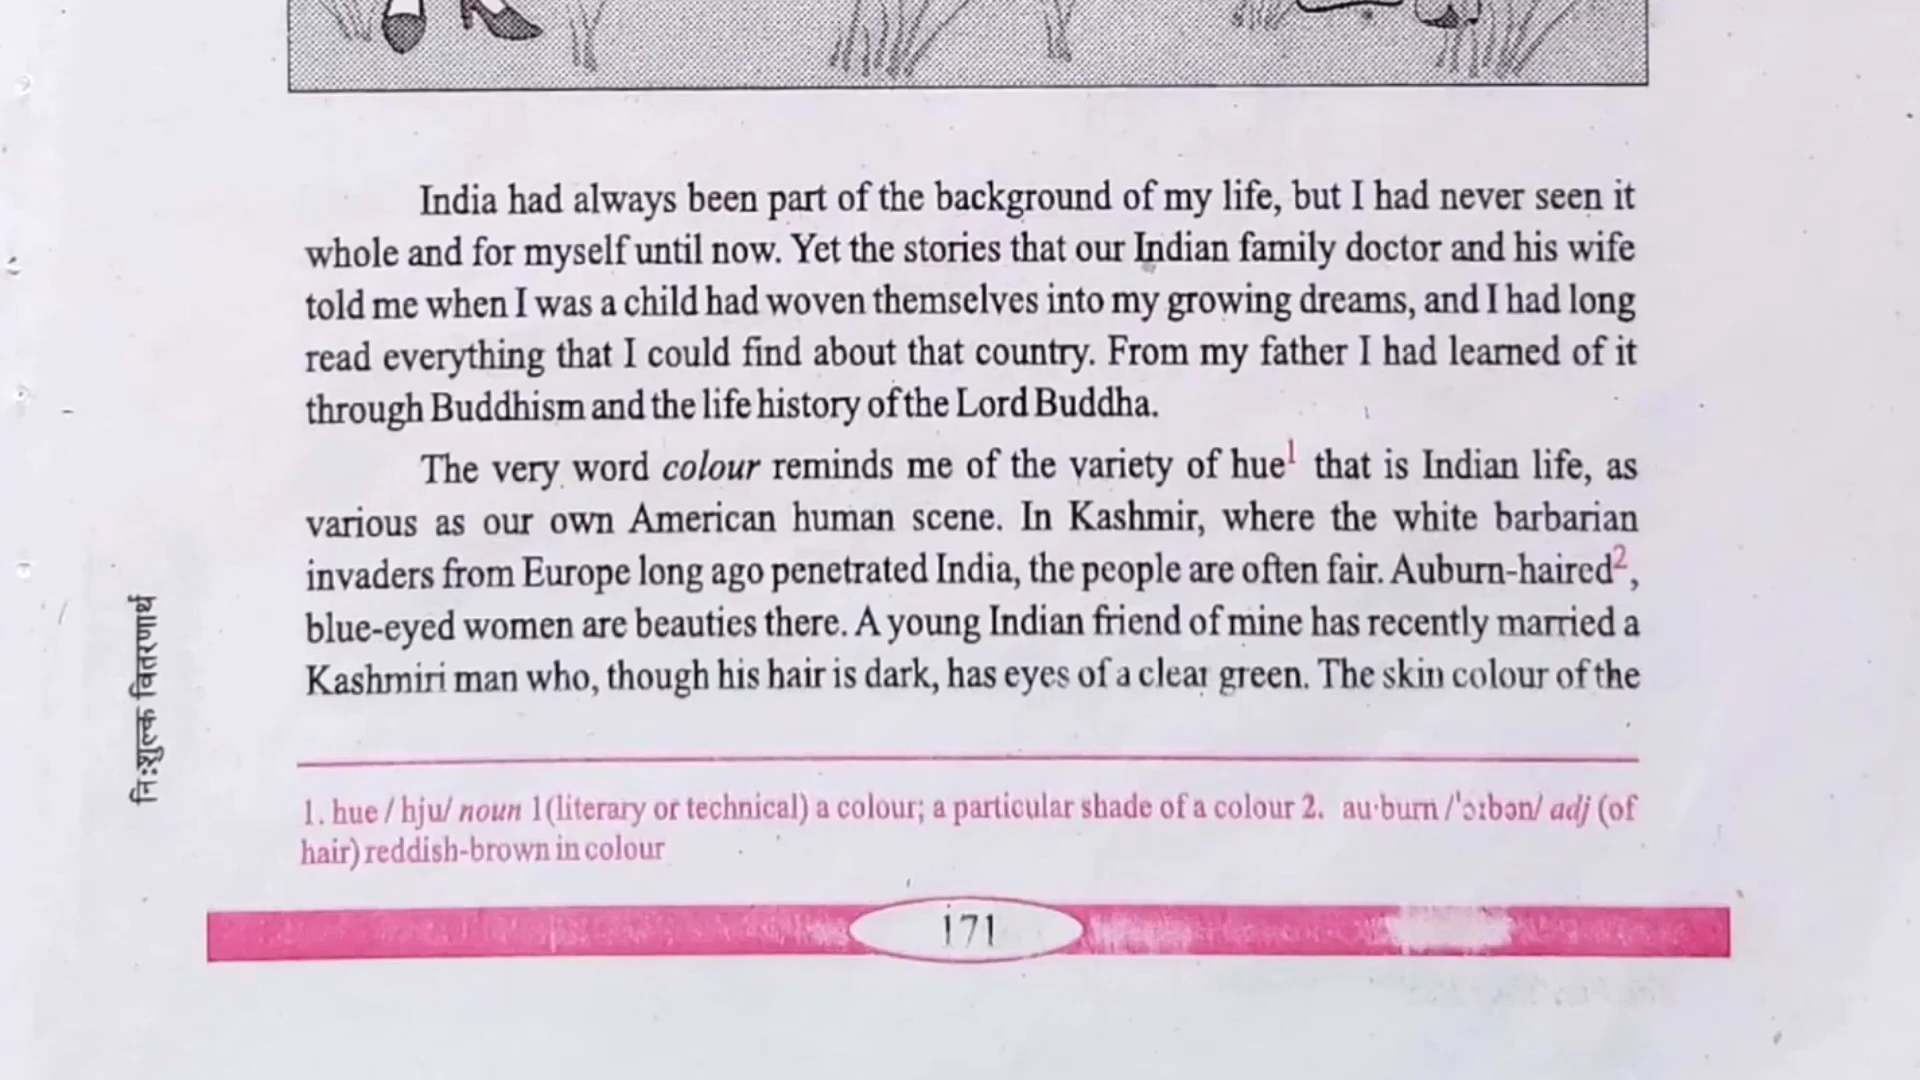 India had always been part of the background of my life, but I had never seen it
whole and for myself until now. Yet the stories that our Indian family doctor and his wife
told me when I was a child had woven themselves into my growing dreams, and I had long
read everything that I could find about that country. From my father I had learned of it
through Buddhism and the life history of the Lord Buddha.
The very word colour reminds me of the variety of hue1 that is Indian life, as
various as our own American human scene. In Kashmir, where the white barbarian
invaders from Europe long ago penetrated India, the people are often fair. Auburn-haired2,
blue-eyed women are beauties there. A young Indian friend of mine has recently married a
Kashmiri man who, though his hair is dark, has eyes of a clear green. The skin colour of the
नि:शुल्क वितरणार्थ
1. hue / hju/ noun 1(literary or technical) a colour; a particular shade of a colour 2. au·burn /'ɔɪbən/ adj (of
hair) reddish-brown in colour
171